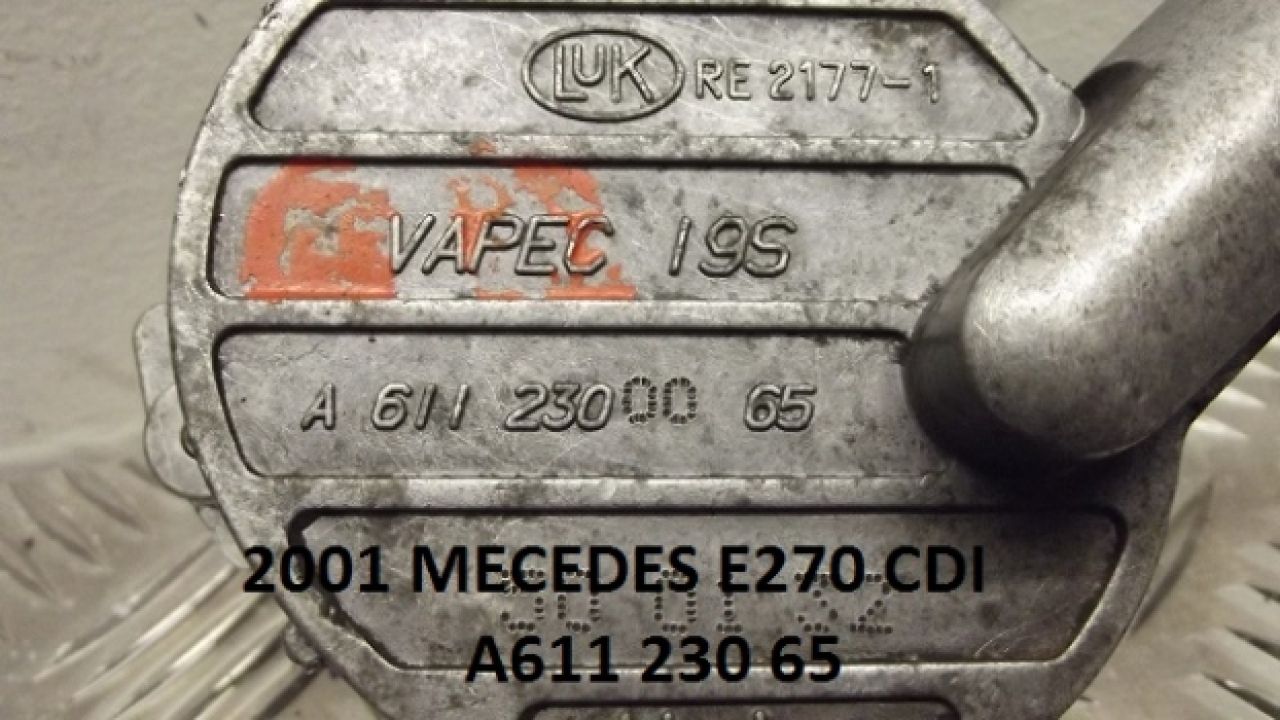 LUK RE 2177-1
VAPEC 19S
A 611 230 00 65
2001 MECEDES E270 CDI
A611 230 65